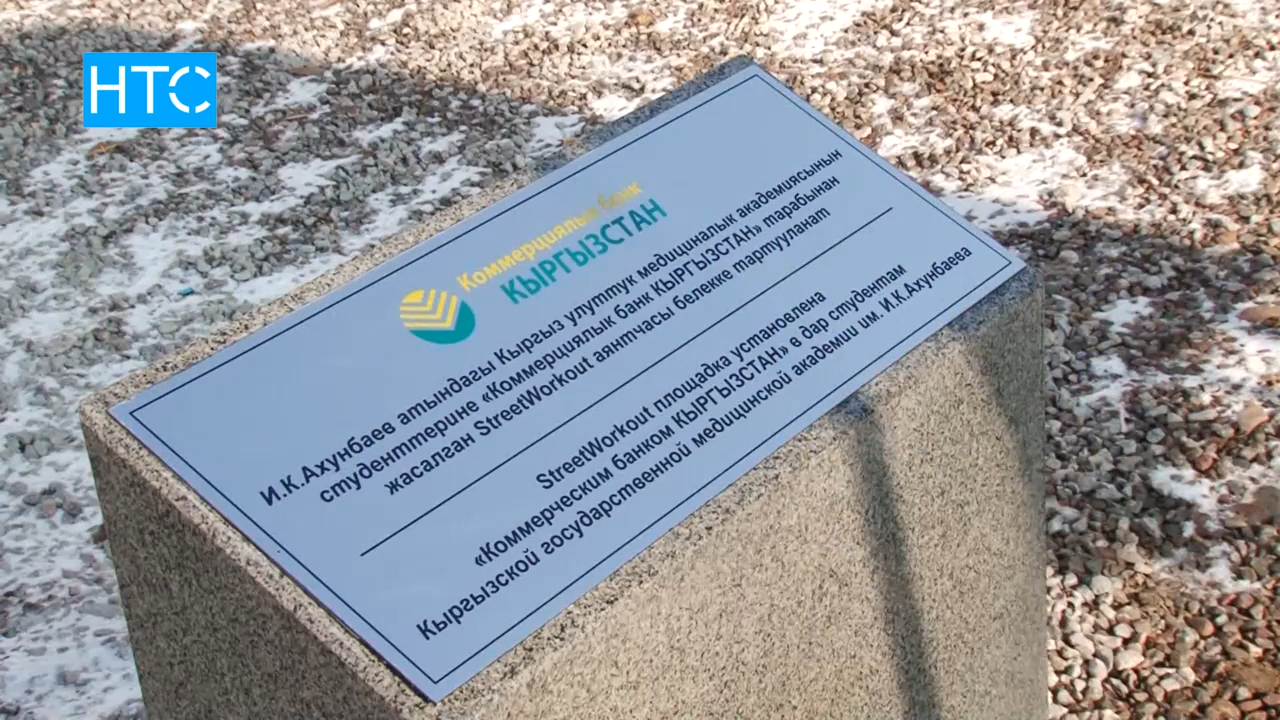 НТС
Коммерциялык банк
КЫРГЫЗСТАН
И.К.Ахунбаев атындагы Кыргыз улуттук медициналык академиясынын
студенттерине «Коммерциялык банк КЫРГЫЗСТАН» тарабынан
жасалган StreetWorkout аянтчасы белекке тартууланат
StreetWorkout площадка установлена
«Коммерческим банком КЫРГЫЗСТАН» в дар студентам
Кыргызской государственной медицинской академии им. И.К.Ахунбаева